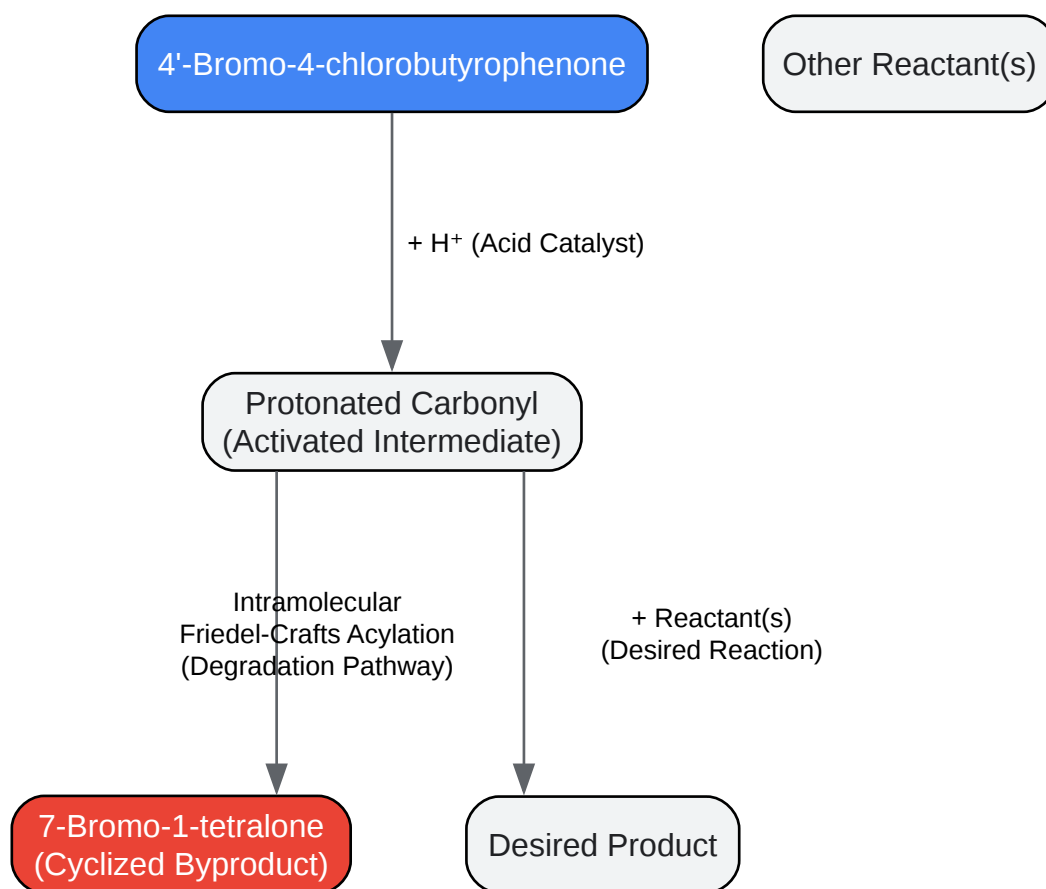 4'-Bromo-4-chlorobutyrophenone
Other Reactant(s)
+ H⁺ (Acid Catalyst)
Protonated Carbonyl
(Activated Intermediate)
Intramolecular
Friedel-Crafts Acylation
(Degradation Pathway)
+ Reactant(s)
(Desired Reaction)
7-Bromo-1-tetralone
(Cyclized Byproduct)
Desired Product